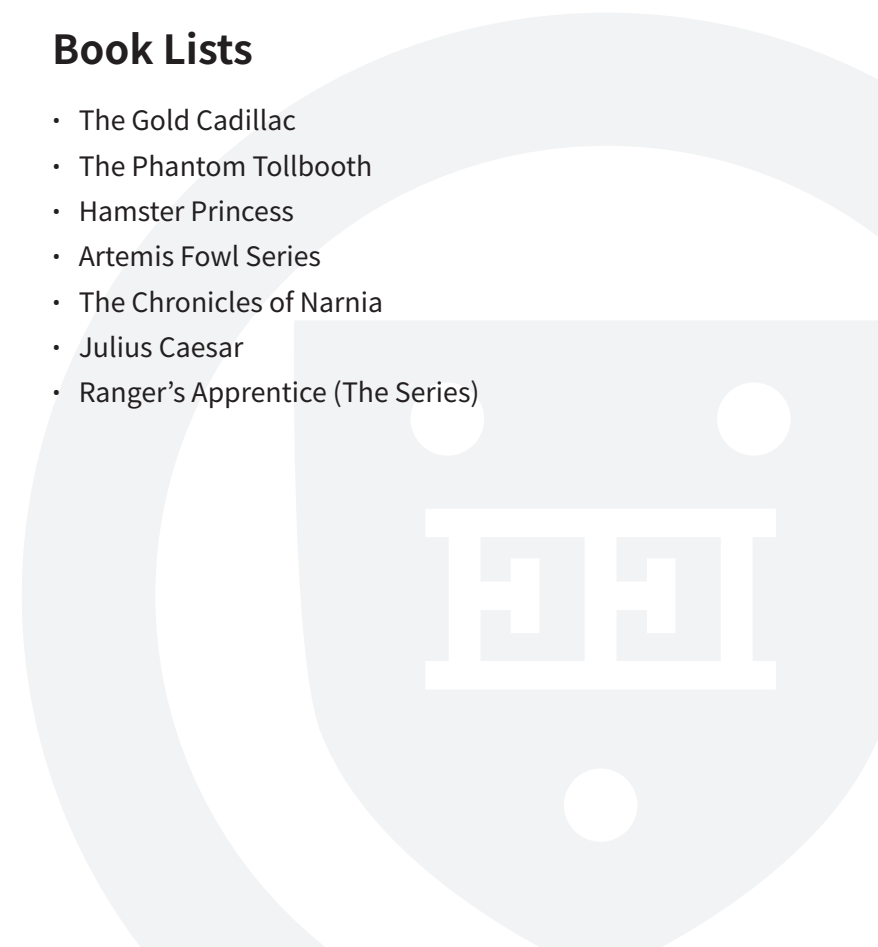 Book Lists
· The Gold Cadillac
· The Phantom Tollbooth
· Hamster Princess
· Artemis Fowl Series
· The Chronicles of Narnia
· Julius Caesar
· Ranger’s Apprentice (The Series)